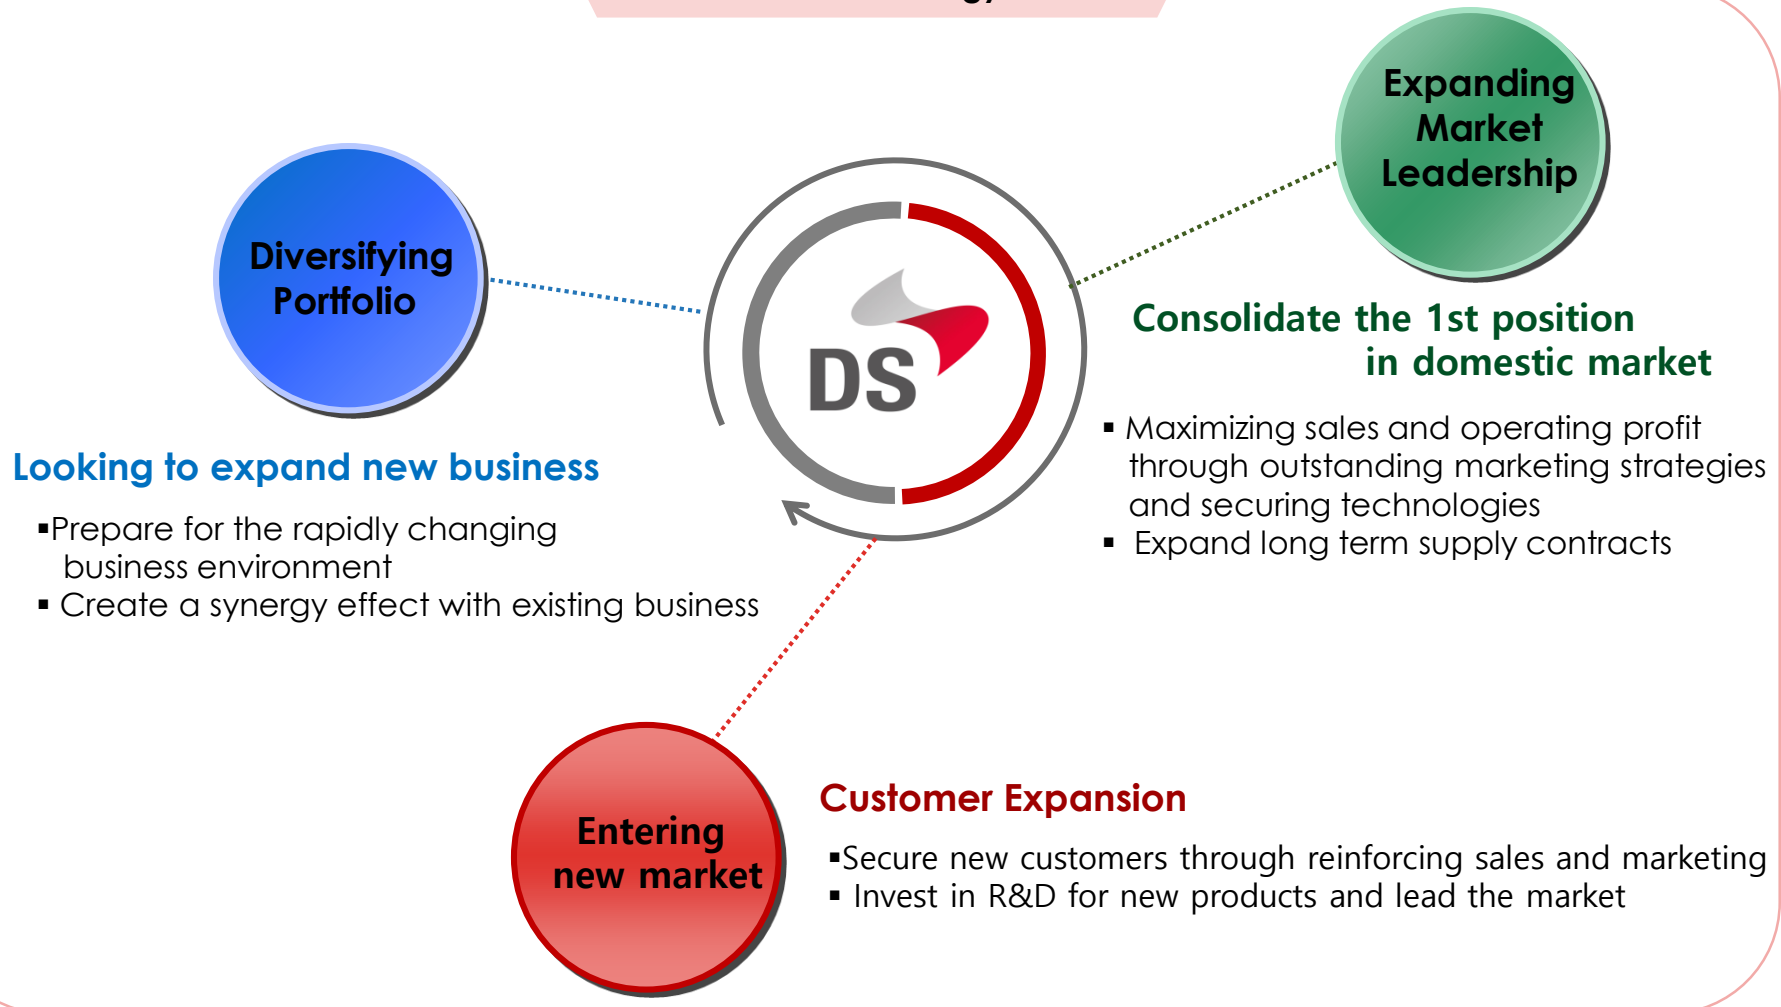 Expanding
Market
Leadership
Diversifying
Portfolio
DS
Consolidate the 1st position
in domestic market
▪ Maximizing sales and operating profit
through outstanding marketing strategies
and securing technologies
▪ Expand long term supply contracts
Looking to expand new business
▪Prepare for the rapidly changing
business environment
▪ Create a synergy effect with existing business
Entering
new market
Customer Expansion
▪Secure new customers through reinforcing sales and marketing
▪ Invest in R&D for new products and lead the market